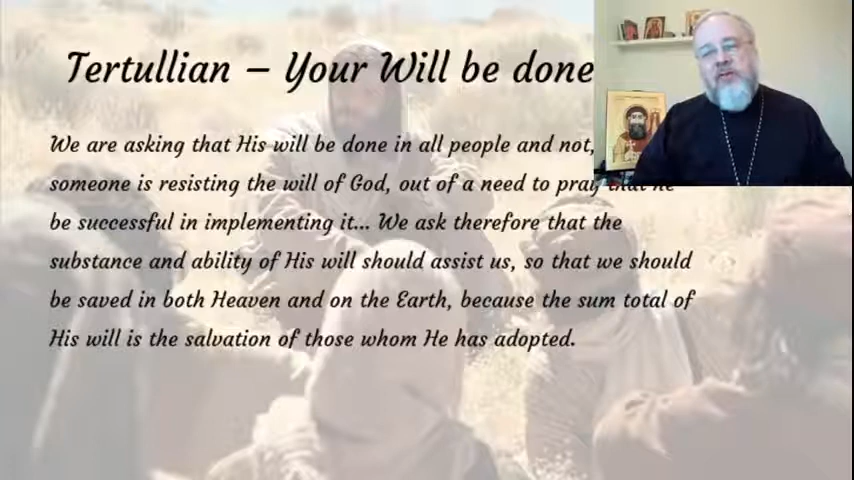 Tertullian – Your Will be done
We are asking that His will be done in all people and not,
someone is resisting the will of God, out of a need to pray that he
be successful in implementing it... We ask therefore that the
substance and ability of His will should assist us, so that we should
be saved in both Heaven and on the Earth, because the sum total of
His will is the salvation of those whom He has adopted.